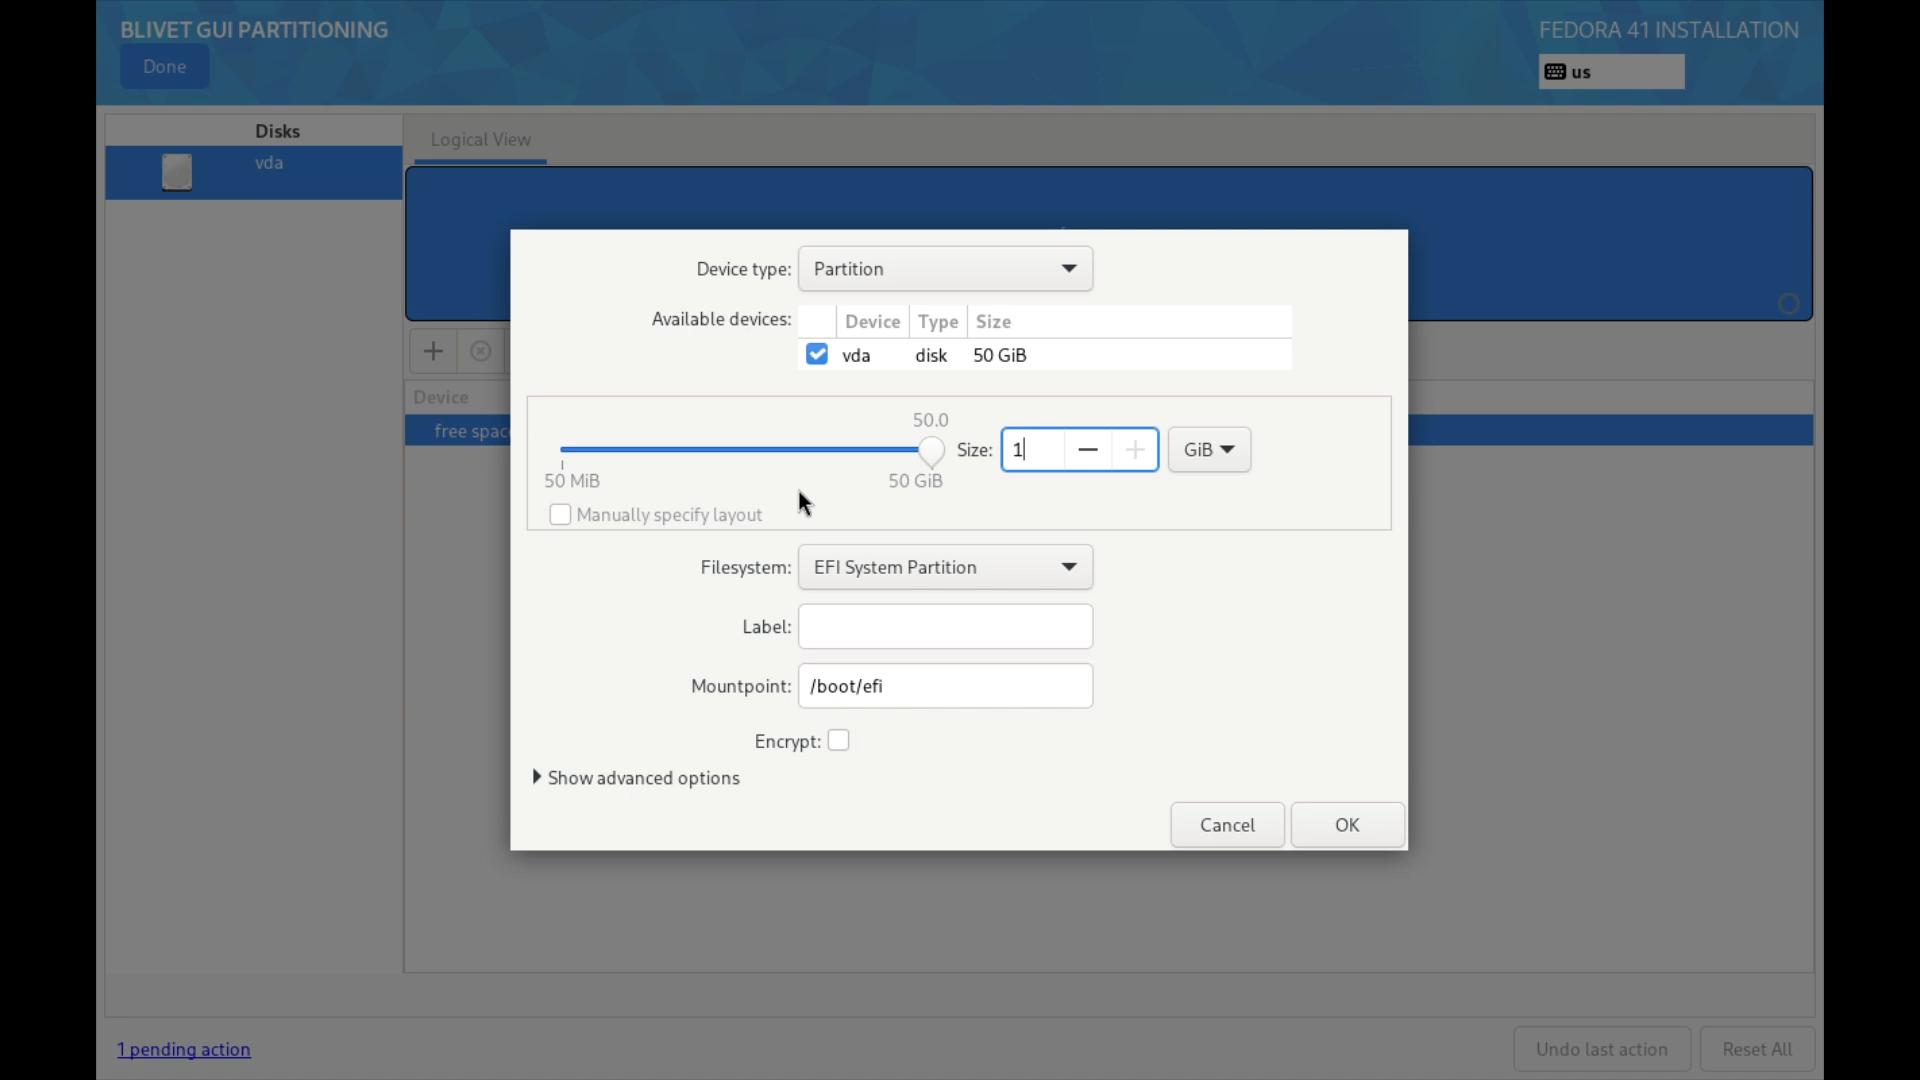 BLIVET GUI PARTITIONING
FEDORA 41 INSTALLATION
Done
us
Disks
vda
Logical View
Device type: Partition
Available devices:
Device Type Size
vda disk 50 GiB
Device
free spac
50.0
Size: 1 GiB
50 MiB 50 GiB
Manually specify layout
Filesystem: EFI System Partition
Label:
Mountpoint: /boot/efi
Encrypt:
Show advanced options
Cancel OK
1 pending action
Undo last action Reset All